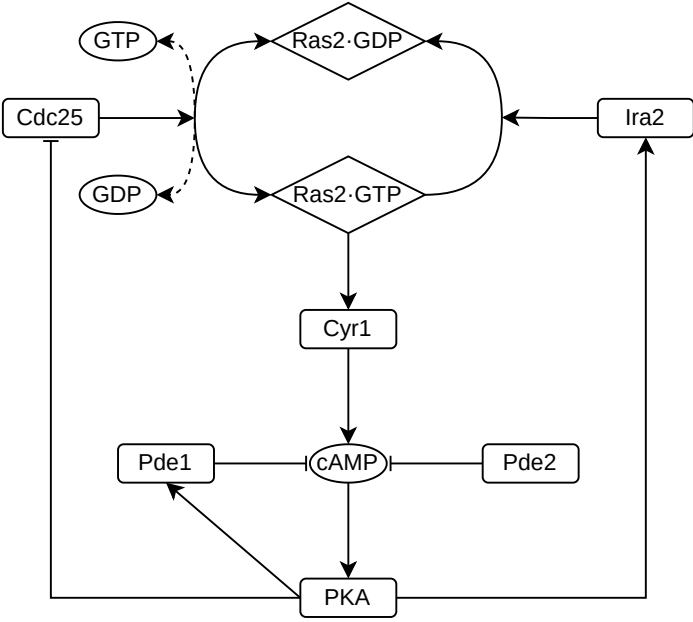 GTP
Ras2·GDP
Cdc25
Ira2
GDP
Ras2·GTP
Cyr1
Pde1
cAMP
Pde2
PKA